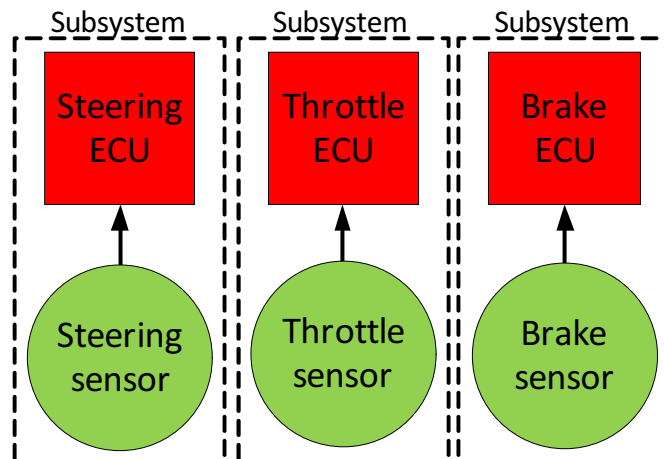 Subsystem
Subsystem
Subsystem
Steering
ECU
Throttle
ECU
Brake
ECU
Steering
sensor
Throttle
sensor
Brake
sensor